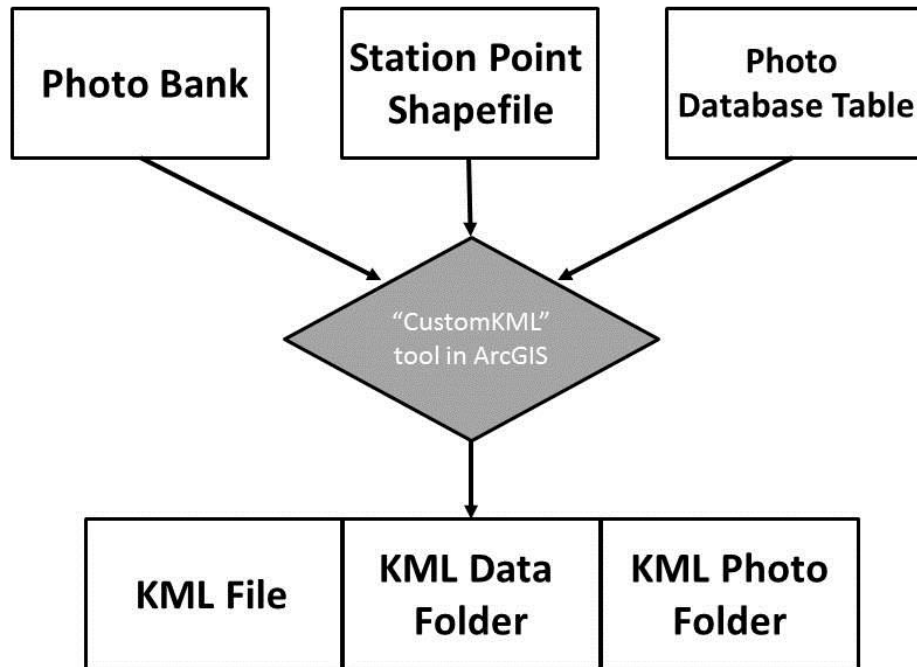 Photo Bank
Station Point
Shapefile
Photo
Database Table
“CustomKML”
tool in ArcGIS
KML File
KML Data
Folder
KML Photo
Folder